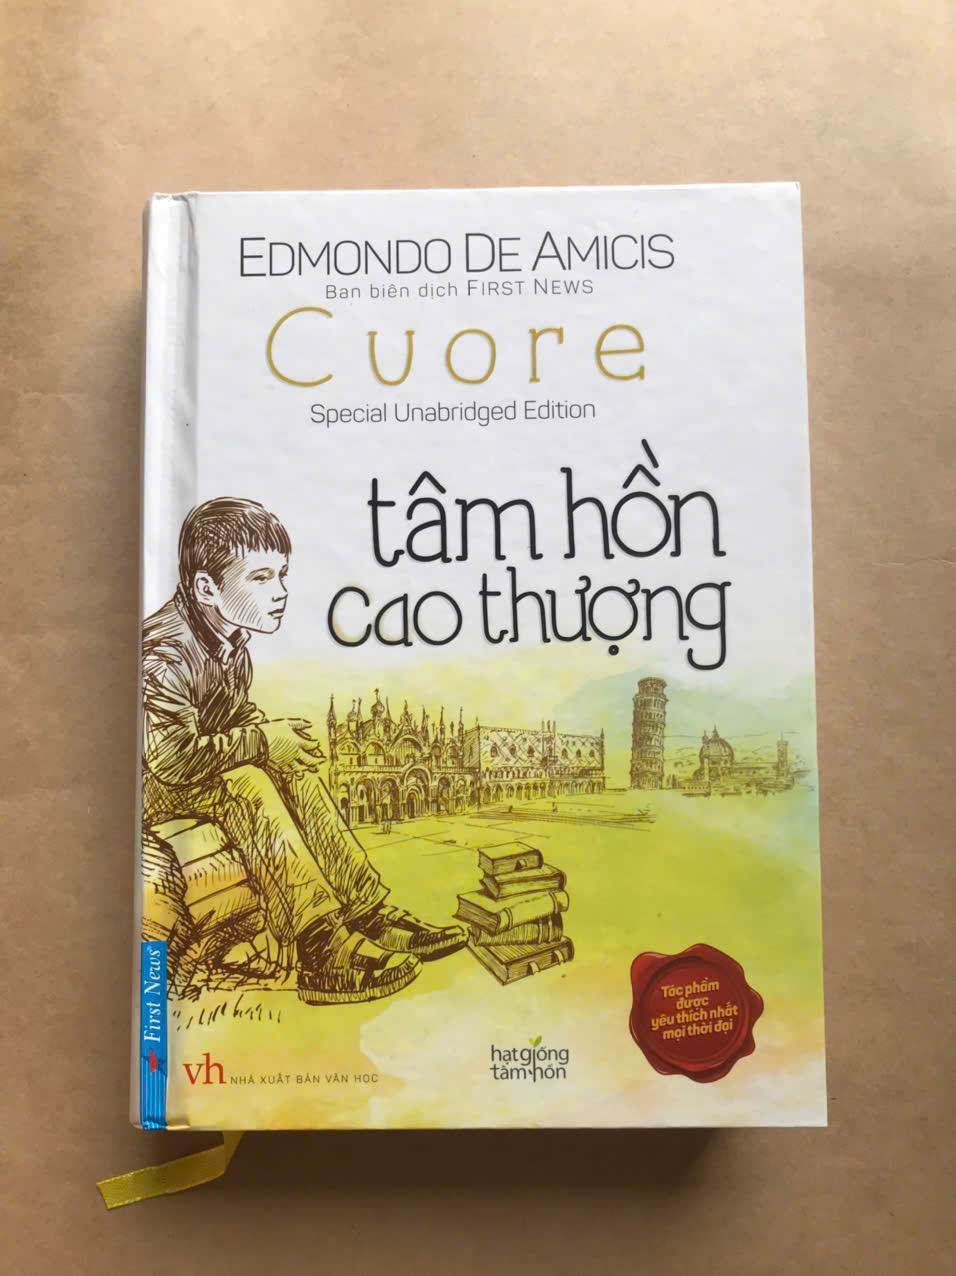 EDMONDO DE AMICIS
Ban biên dịch FIRST NEWS
Cuore
Special Unabridged Edition
tâm hồn
cao thượng
Tác phẩm
được
yêu thích nhất
mọi thời đại
First News
vh NHÀ XUẤT BẢN VĂN HỌC
hạt giống
tâm hồn